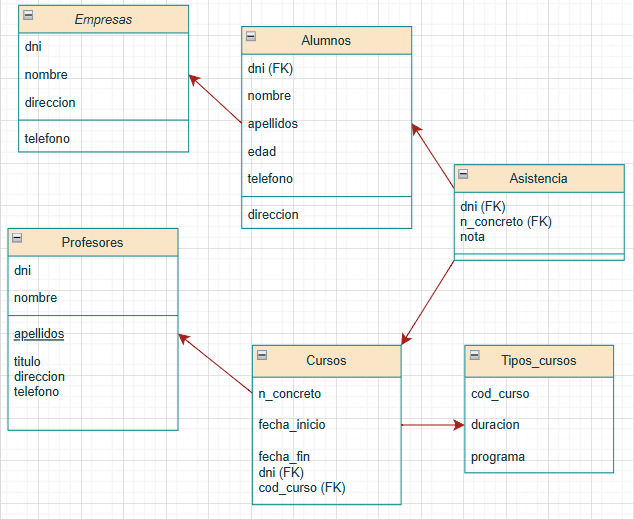 Empresas
dni
nombre
direccion
telefono
Alumnos
dni (FK)
nombre
apellidos
edad
telefono
direccion
Asistencia
dni (FK)
n_concreto (FK)
nota
Profesores
dni
nombre
apellidos
titulo
direccion
telefono
Cursos
n_concreto
fecha_inicio
fecha_fin
dni (FK)
cod_curso (FK)
Tipos_cursos
cod_curso
duracion
programa